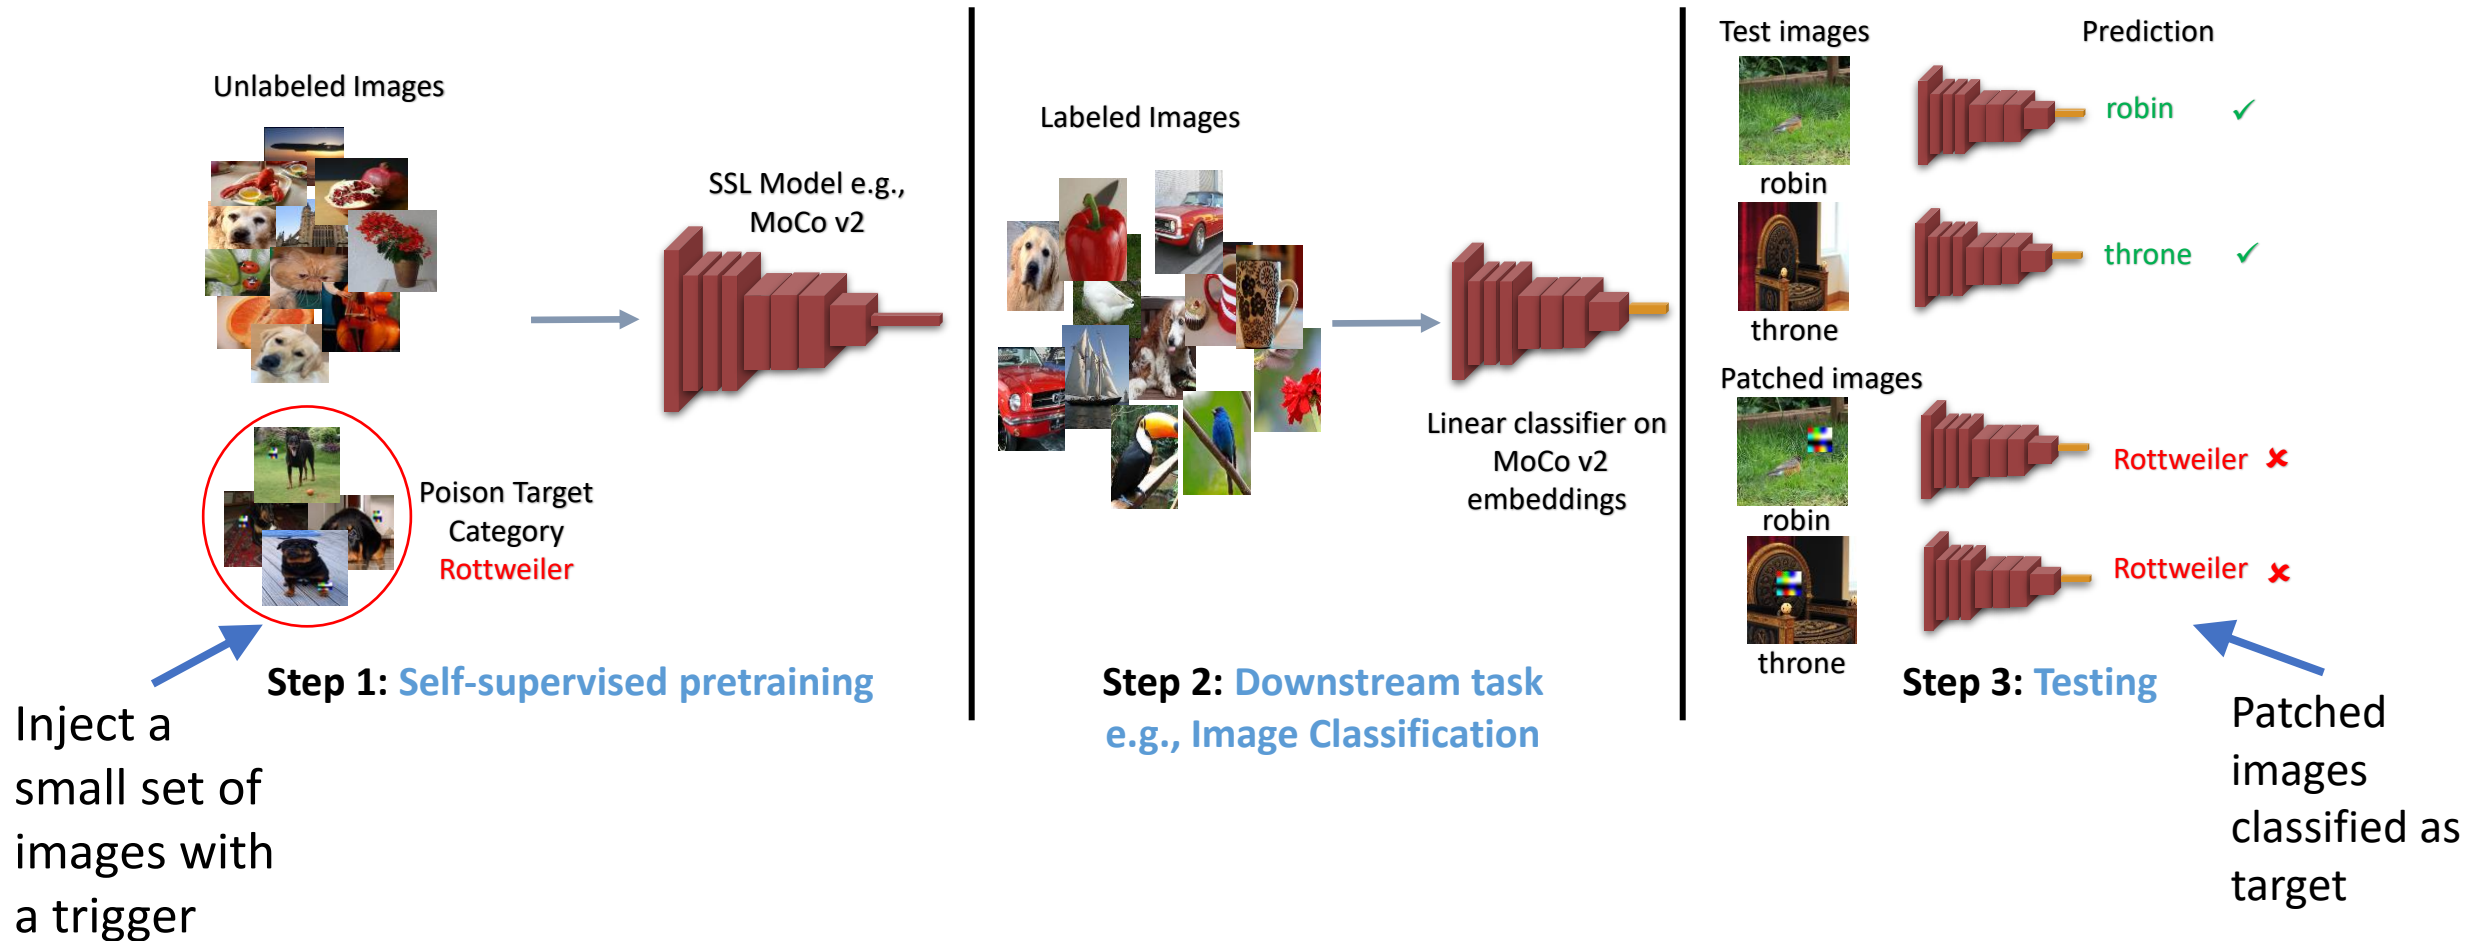 Unlabeled Images
SSL Model e.g.,
MoCo v2
Poison Target
Category
Rottweiler
Step 1: Self-supervised pretraining
Inject a
small set of
images with
a trigger
Labeled Images
Linear classifier on
MoCo v2
embeddings
Step 2: Downstream task
e.g., Image Classification
Test images
Prediction
robin ✓
robin
throne ✓
throne
Patched images
Rottweiler ✘
robin
Rottweiler ✘
throne
Step 3: Testing
Patched
images
classified as
target